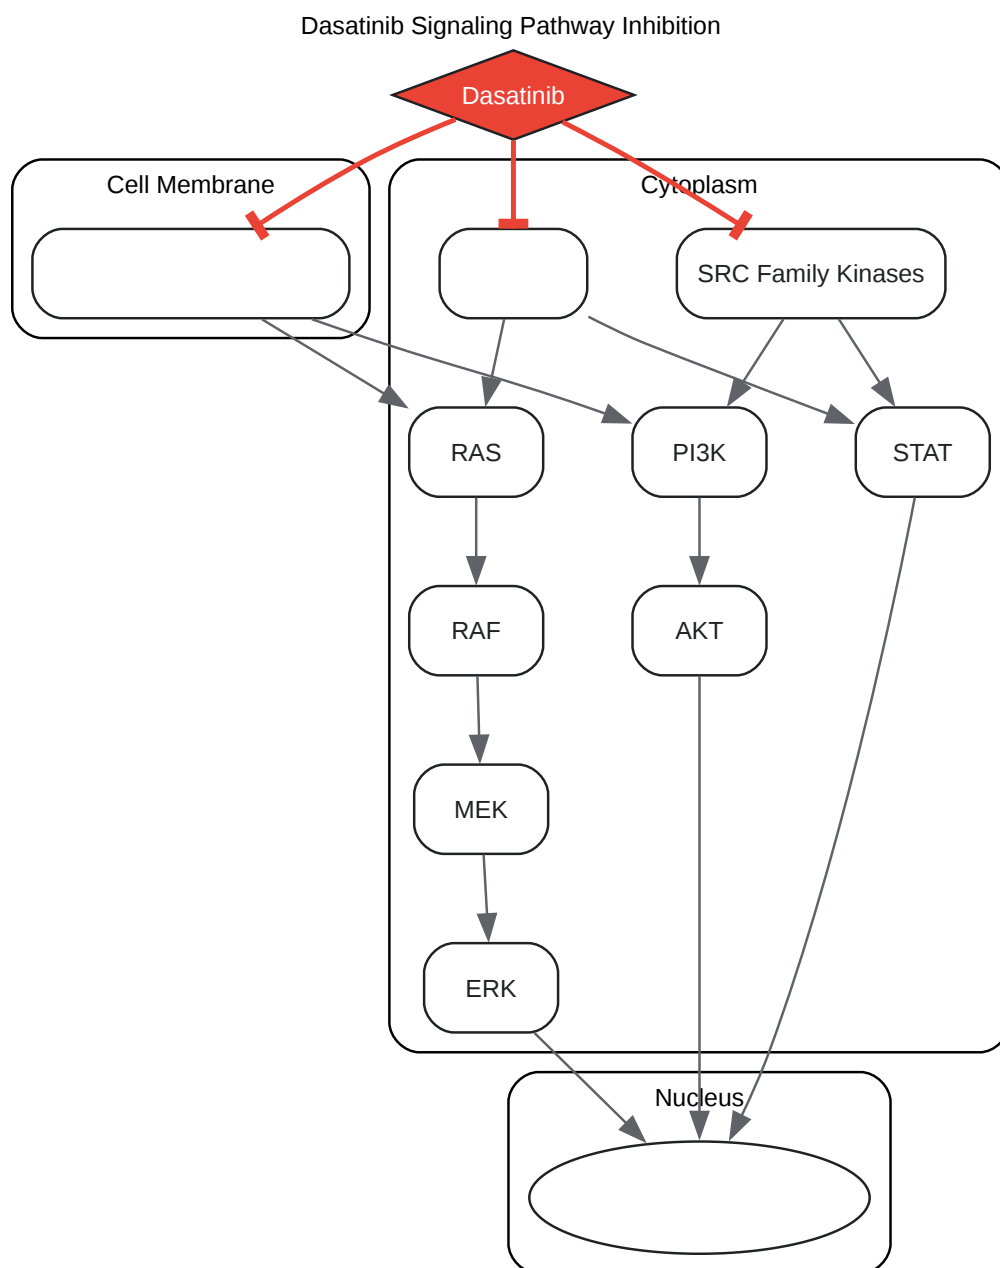 Dasatinib Signaling Pathway Inhibition
Dasatinib
Cell Membrane
Cytoplasm
SRC Family Kinases
RAS
PI3K
STAT
RAF
AKT
MEK
ERK
Nucleus